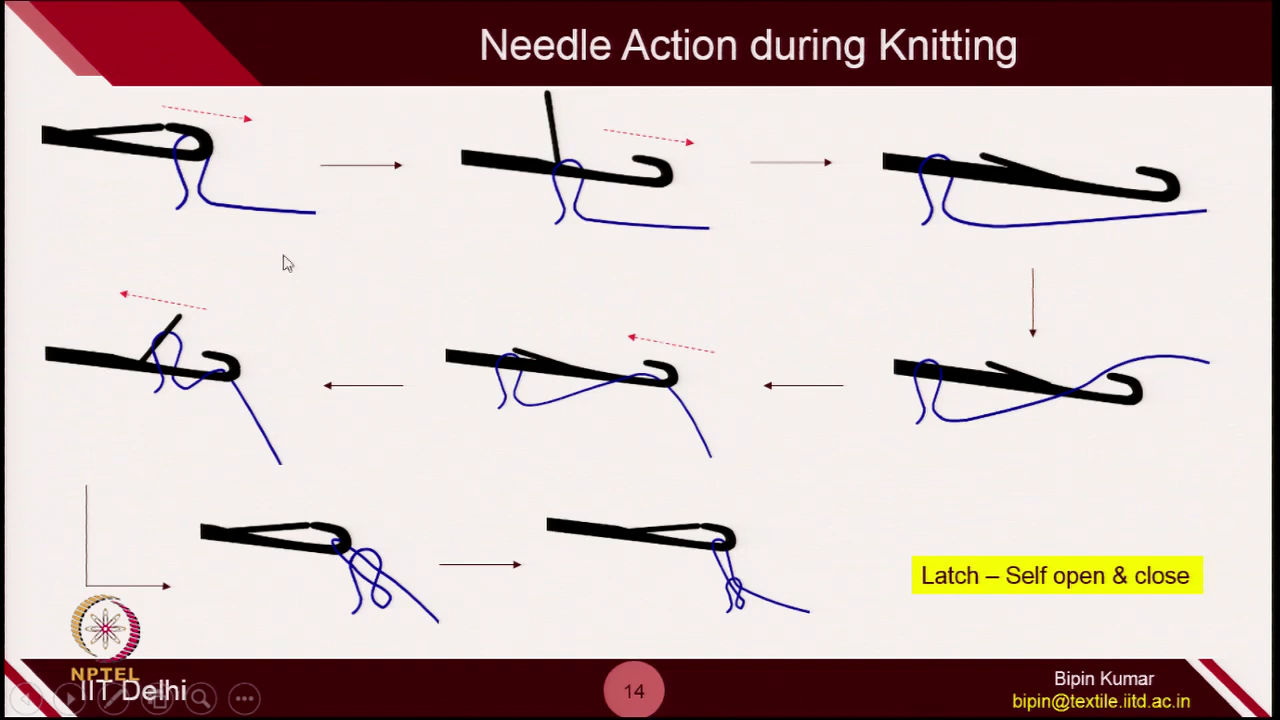 Needle Action during Knitting
Latch – Self open & close
NPTEL
IIT Delhi
14
Bipin Kumar
bipin@textile.iitd.ac.in